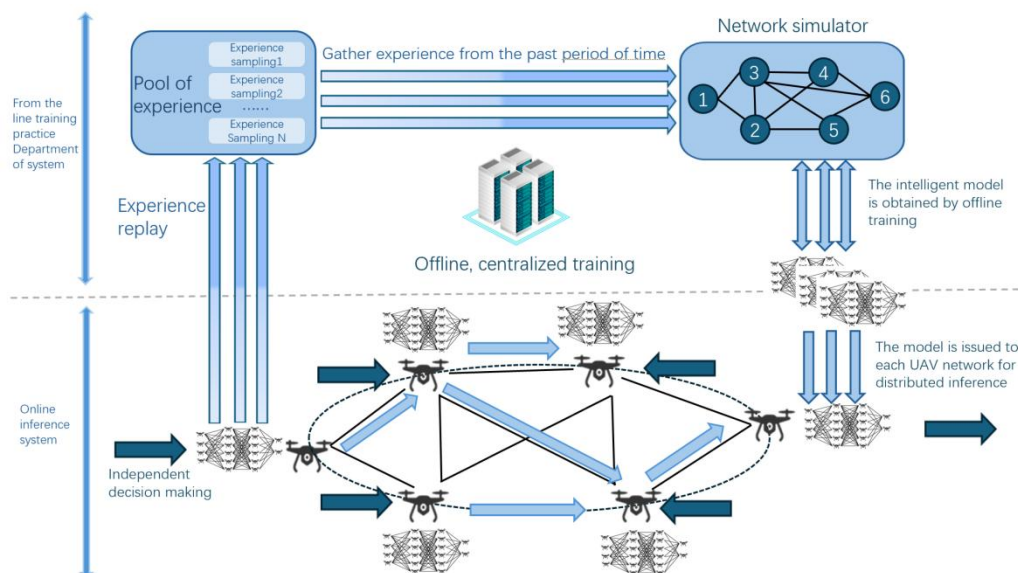 Network simulator
Experience
sampling1
Experience
sampling2
......
Experience
Sampling N
Pool of
experience
Gather experience from the past period of time
1
3
4
6
2
5
From the
line training
practice
Department
of system
Experience
replay
The intelligent model
is obtained by offline
training
Offline, centralized training
The model is issued to
each UAV network for
distributed inference
Online
inference
system
Independent
decision making